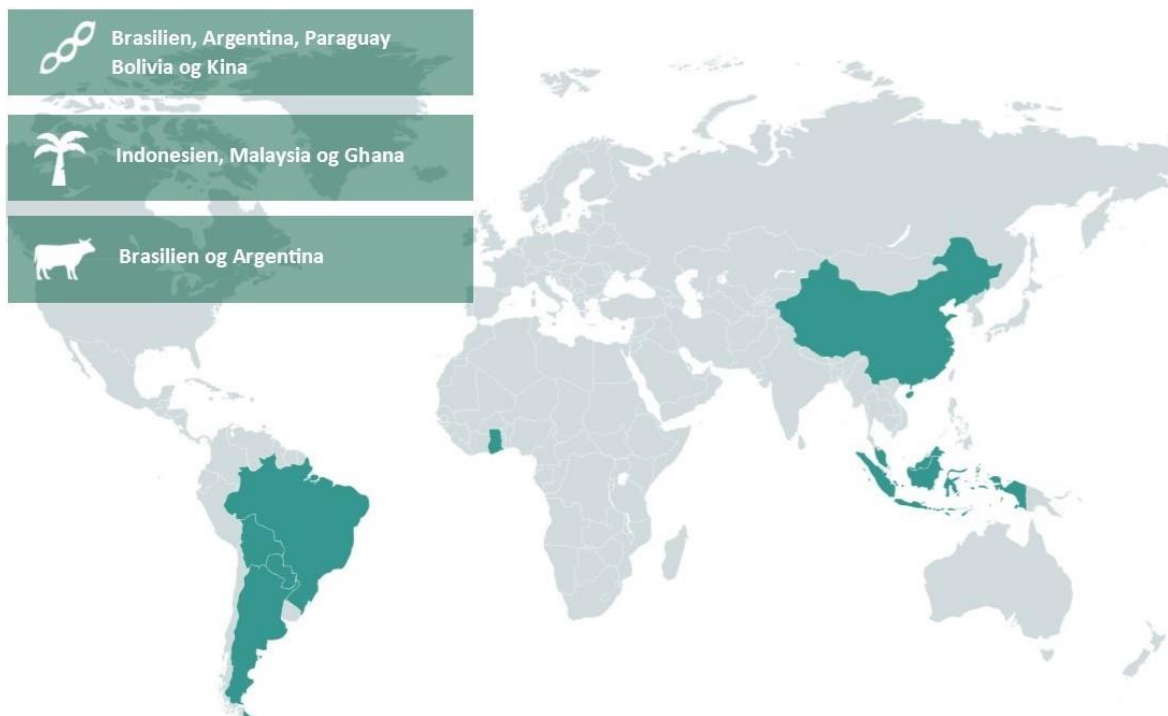 Brasilien, Argentina, Paraguay
Bolivia og Kina
Indonesien, Malaysia og Ghana
Brasilien og Argentina